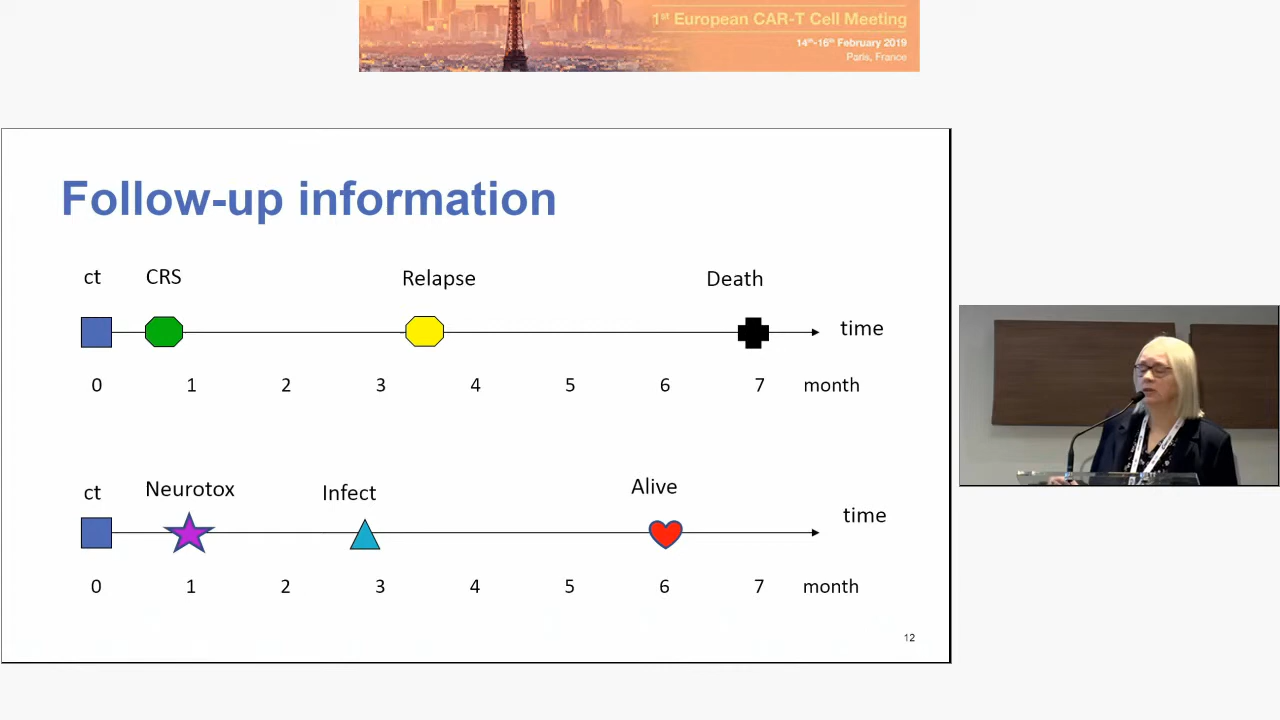 1st European CAR-T Cell Meeting
14th-16th February 2019
Paris, France
Follow-up information
ct CRS Relapse Death
time
0 1 2 3 4 5 6 7 month
ct Neurotox Infect Alive
time
0 1 2 3 4 5 6 7 month
12